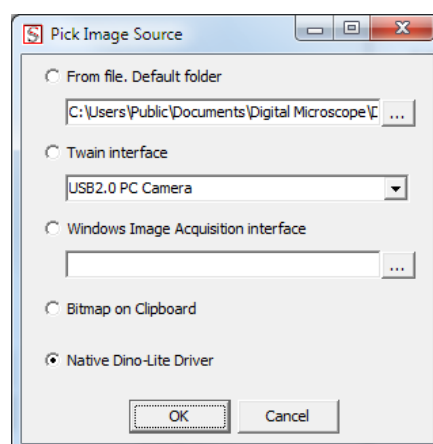 Pick Image Source
From file. Default folder
C:\Users\Public\Documents\Digital Microscope\
...
Twain interface
USB2.0 PC Camera
Windows Image Acquisition interface
...
Bitmap on Clipboard
Native Dino-Lite Driver
OK Cancel